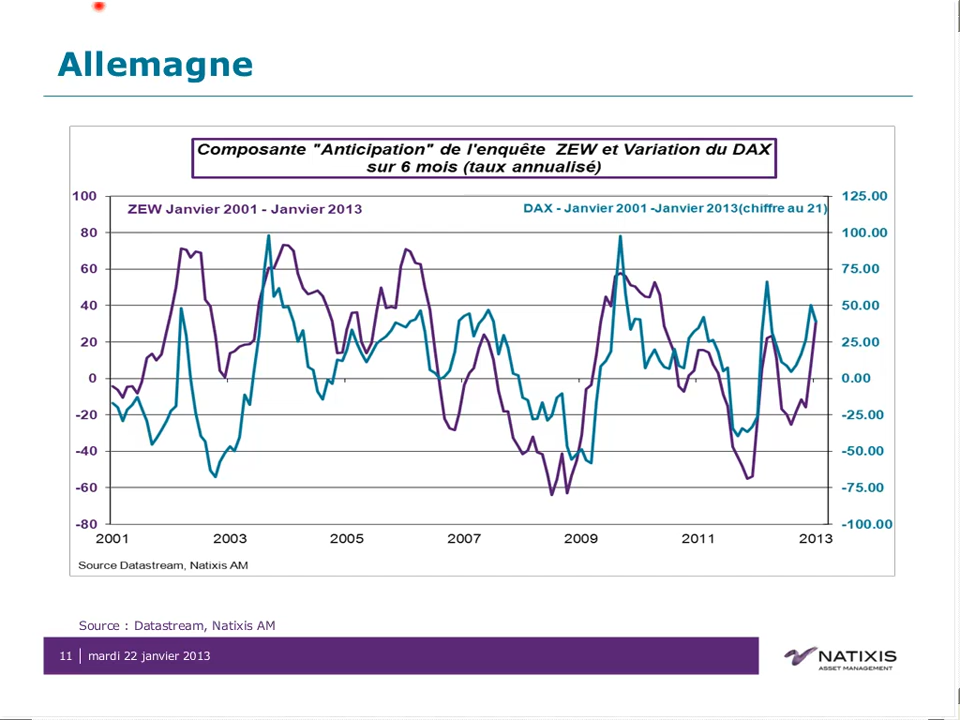 Allemagne
Composante "Anticipation" de l'enquête ZEW et Variation du DAX
sur 6 mois (taux annualisé)
ZEW Janvier 2001 - Janvier 2013
DAX - Janvier 2001 -Janvier 2013(chiffre au 21)
100
80
60
40
20
0
-20
-40
-60
-80
125.00
100.00
75.00
50.00
25.00
0.00
-25.00
-50.00
-75.00
-100.00
2001 2003 2005 2007 2009 2011 2013
Source Datastream, Natixis AM
Source : Datastream, Natixis AM
11 mardi 22 janvier 2013
NATIXIS
ASSET MANAGEMENT